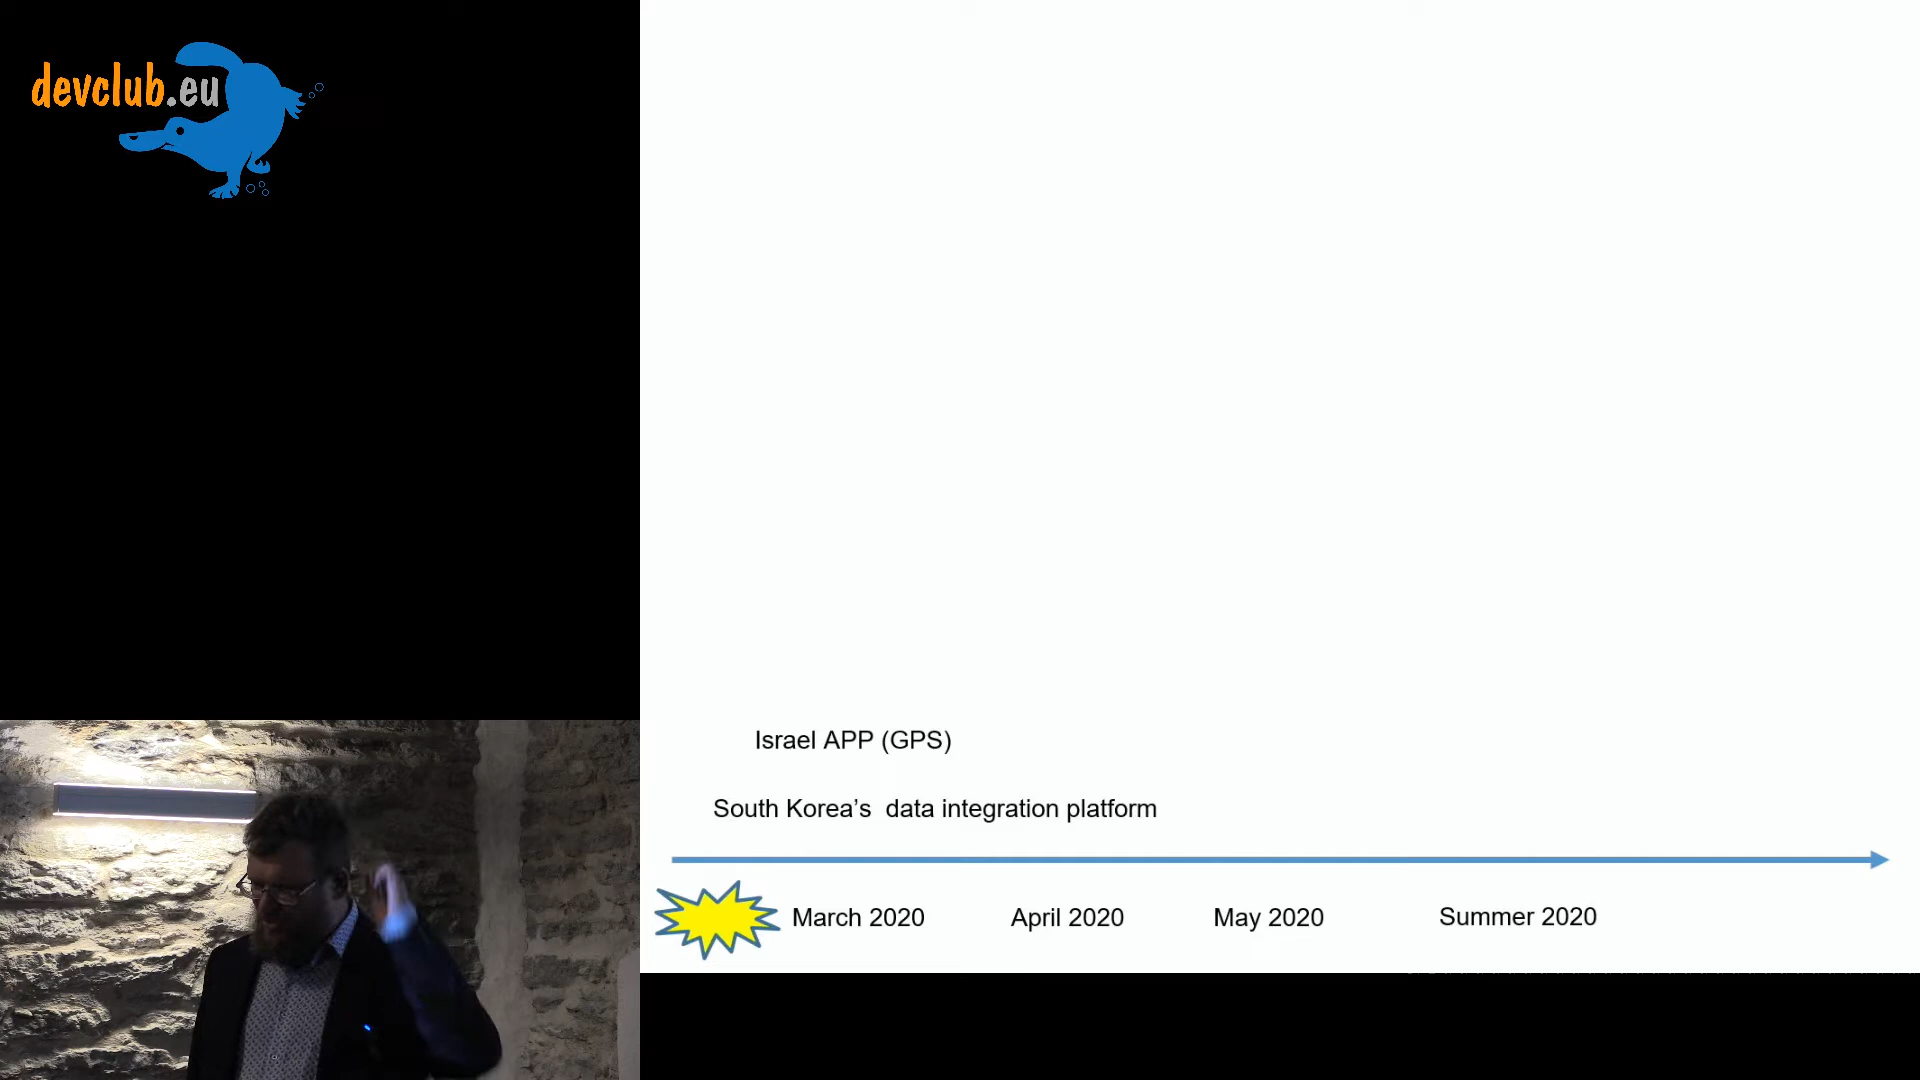 devclub.eu
Israel APP (GPS)
South Korea's  data integration platform
March 2020
April 2020
May 2020
Summer 2020